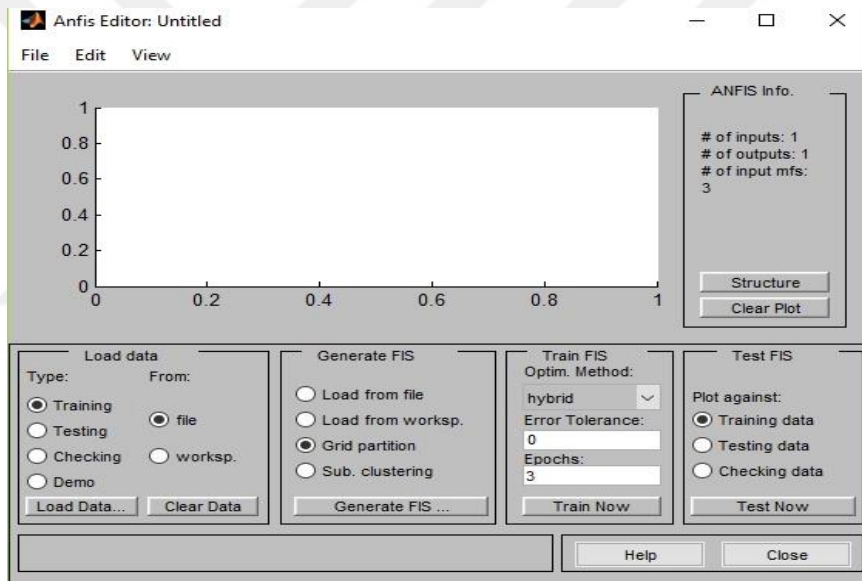 Anfis Editor: Untitled
File Edit View
ANFIS Info.
# of inputs: 1
# of outputs: 1
# of input mfs:
3
Structure
Clear Plot
1
0.8
0.6
0.4
0.2
0
0 0.2 0.4 0.6 0.8 1
Load data
Type: From:
Training
Testing
Checking
Demo
file
worksp.
Load Data... Clear Data
Generate FIS
Load from file
Load from worksp.
Grid partition
Sub. clustering
Generate FIS ...
Train FIS
Optim. Method:
hybrid
Error Tolerance:
0
Epochs:
3
Train Now
Test FIS
Plot against:
Training data
Testing data
Checking data
Test Now
Help Close